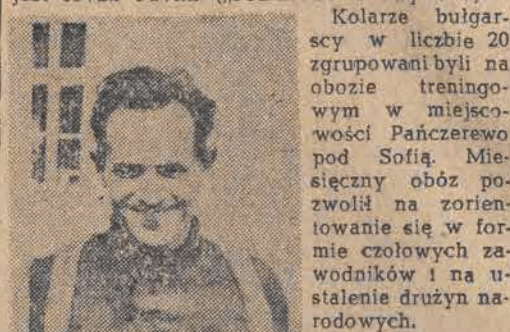 Kolarze bułgar-
scy w liczbie 20
zgrupowani byli na
obozie treningo-
wym w miejsco-
wości Pańczerewo
pod Sofią. Mie-
sięczny obóz po-
zwolił na zorien-
towanie się w for-
mie czołowych za-
wodników i na u-
stalenie drużyn na-
rodowych.